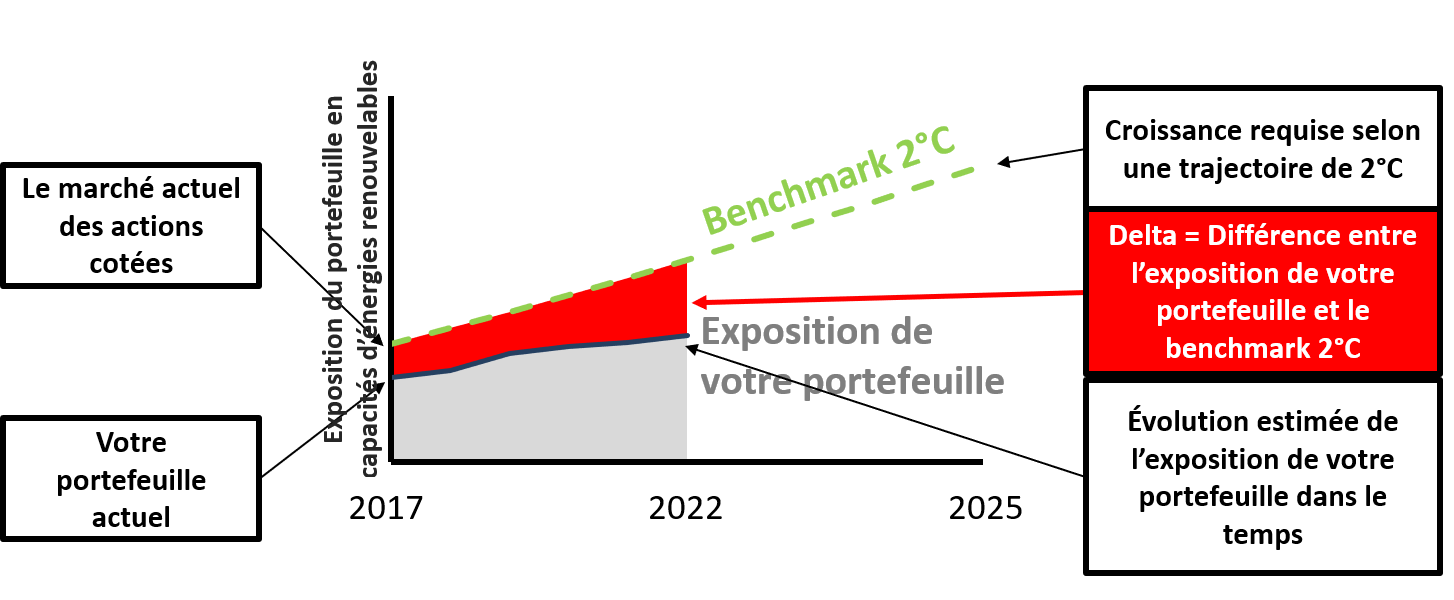 Exposition du portefeuille en
capacités d’énergies renouvelables
Le marché actuel
des actions
cotées
Votre
portefeuille
actuel
Benchmark 2°C
Exposition de
votre portefeuille
2017
2022
2025
Croissance requise selon
une trajectoire de 2°C
Delta = Différence entre
l’exposition de votre
portefeuille et le
benchmark 2°C
Évolution estimée de
l’exposition de votre
portefeuille dans le
temps